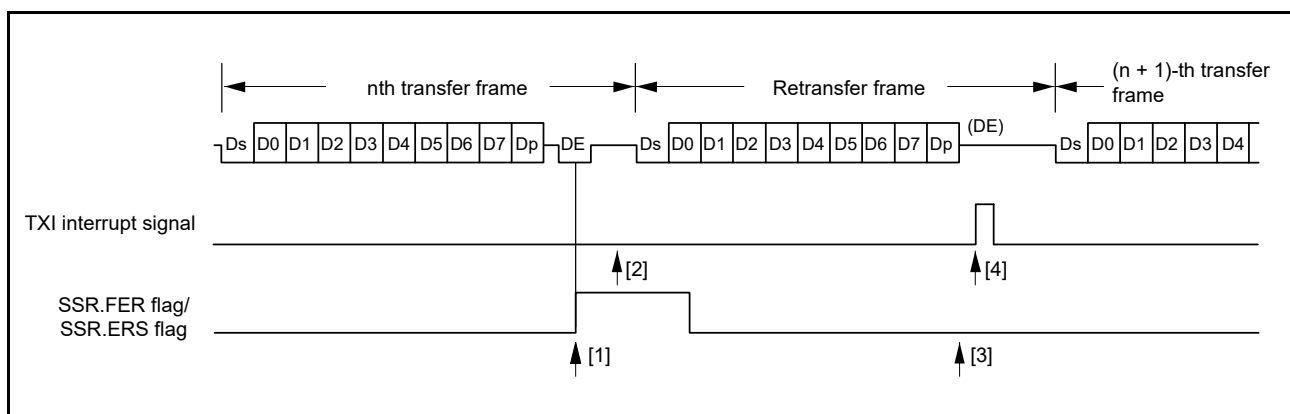 nth transfer frame
Retransfer frame
(n + 1)-th transfer
frame
Ds D0 D1 D2 D3 D4 D5 D6 D7 Dp DE Ds D0 D1 D2 D3 D4 D5 D6 D7 Dp (DE) Ds D0 D1 D2 D3 D4
TXI interrupt signal
[2] [4]
SSR.FER flag/
SSR.ERS flag
[1] [3]